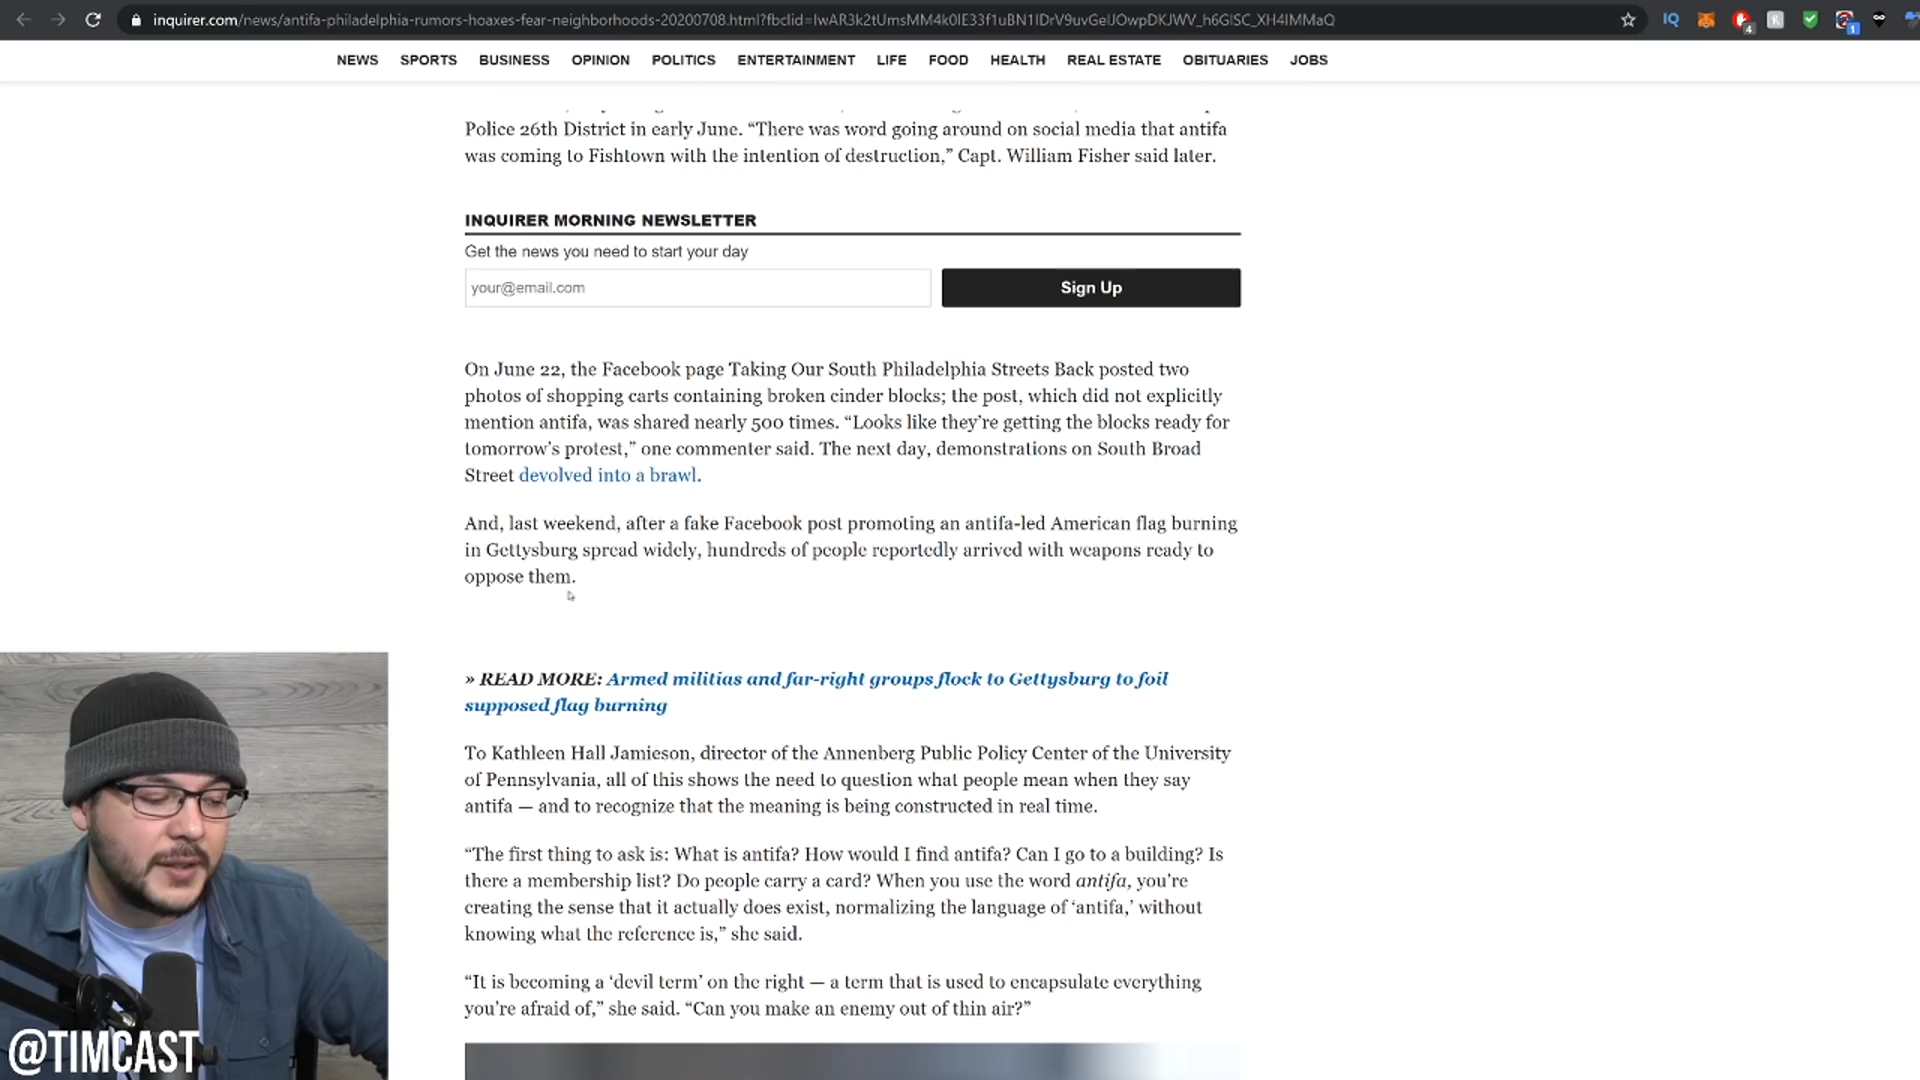 inquirer.com/news/antifa-philadelphia-rumors-hoaxes-fear-neighborhoods-20200708.html?fbclid=IwAR3k2tUmsMM4k0IE33f1uBN1IDrV9uvGeIJOwpDKJWV_h6GlSC_XH4IMMaQ
IQ
4
1
NEWS SPORTS BUSINESS OPINION POLITICS ENTERTAINMENT LIFE FOOD HEALTH REAL ESTATE OBITUARIES JOBS
Police 26th District in early June. “There was word going around on social media that antifa
was coming to Fishtown with the intention of destruction,” Capt. William Fisher said later.
INQUIRER MORNING NEWSLETTER
Get the news you need to start your day
your@email.com
Sign Up
On June 22, the Facebook page Taking Our South Philadelphia Streets Back posted two
photos of shopping carts containing broken cinder blocks; the post, which did not explicitly
mention antifa, was shared nearly 500 times. “Looks like they’re getting the blocks ready for
tomorrow’s protest,” one commenter said. The next day, demonstrations on South Broad
Street devolved into a brawl.
And, last weekend, after a fake Facebook post promoting an antifa-led American flag burning
in Gettysburg spread widely, hundreds of people reportedly arrived with weapons ready to
oppose them.
» READ MORE: Armed militias and far-right groups flock to Gettysburg to foil
supposed flag burning
To Kathleen Hall Jamieson, director of the Annenberg Public Policy Center of the University
of Pennsylvania, all of this shows the need to question what people mean when they say
antifa — and to recognize that the meaning is being constructed in real time.
“The first thing to ask is: What is antifa? How would I find antifa? Can I go to a building? Is
there a membership list? Do people carry a card? When you use the word antifa, you’re
creating the sense that it actually does exist, normalizing the language of ‘antifa,’ without
knowing what the reference is,” she said.
“It is becoming a ‘devil term’ on the right — a term that is used to encapsulate everything
you’re afraid of,” she said. “Can you make an enemy out of thin air?”
@TIMCAST